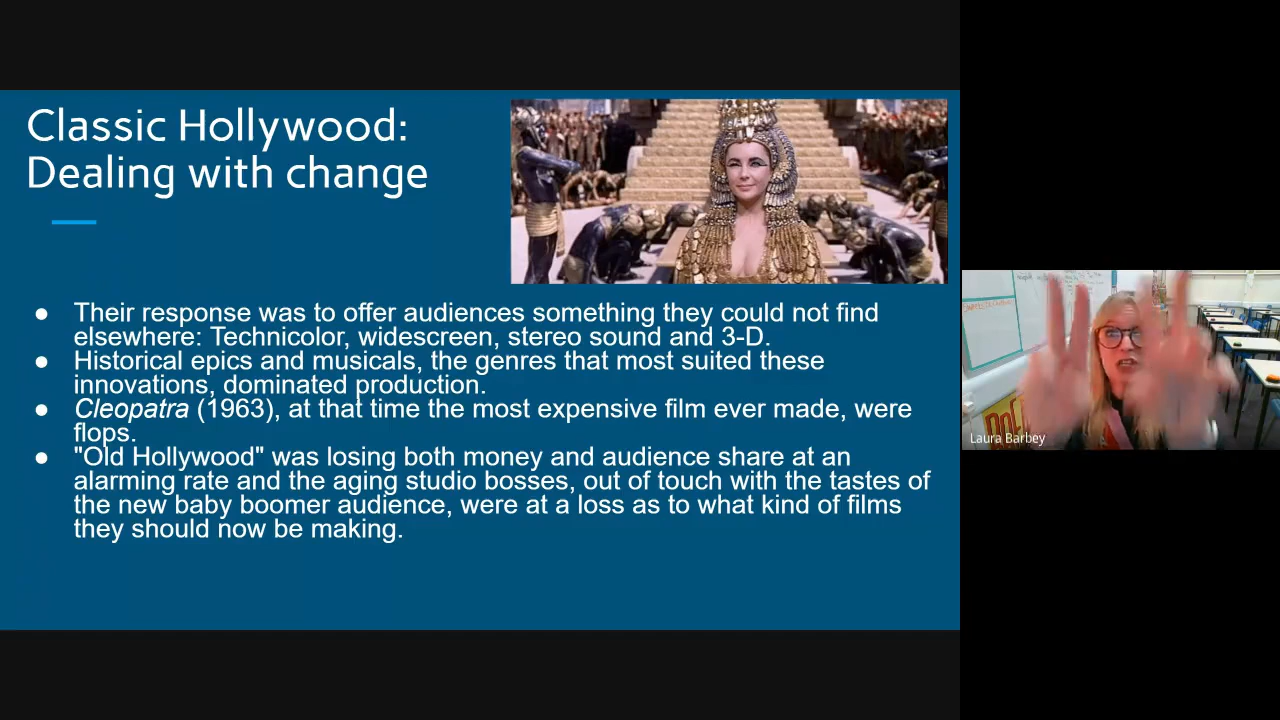 Classic Hollywood:
Dealing with change
● Their response was to offer audiences something they could not find
elsewhere: Technicolor, widescreen, stereo sound and 3-D.
● Historical epics and musicals, the genres that most suited these
innovations, dominated production.
● Cleopatra (1963), at that time the most expensive film ever made, were
flops.
● "Old Hollywood" was losing both money and audience share at an
alarming rate and the aging studio bosses, out of touch with the tastes of
the new baby boomer audience, were at a loss as to what kind of films
they should now be making.
Laura Barbey